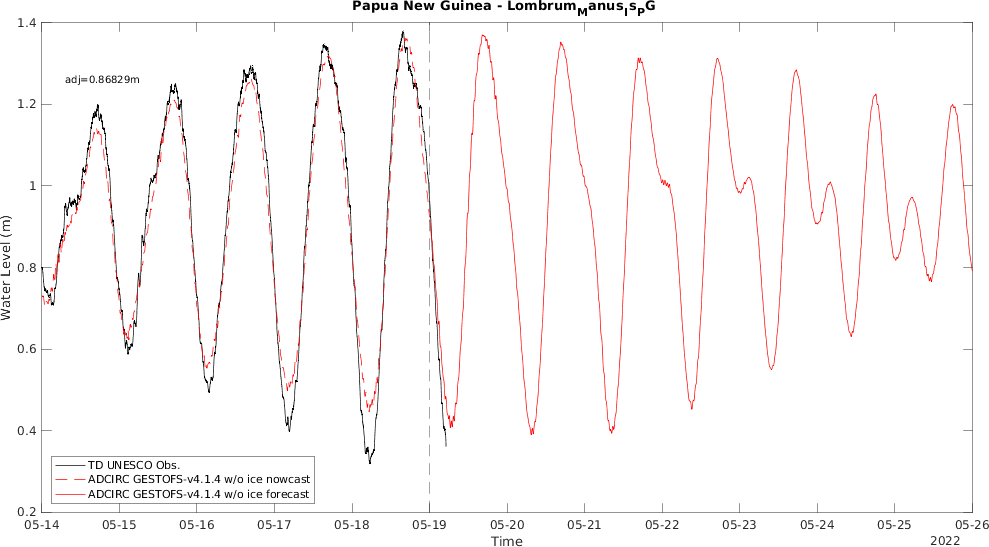 Papua New Guinea - Lombrum_Manus_Is_PG
adj=0.86829m
1.4
1.2
1
0.8
0.6
0.4
0.2
Water Level (m)
TD UNESCO Obs.
ADCIRC GESTOFS-v4.1.4 w/o ice nowcast
ADCIRC GESTOFS-v4.1.4 w/o ice forecast
05-14 05-15 05-16 05-17 05-18 05-19 05-20 05-21 05-22 05-23 05-24 05-25 05-26
Time
2022